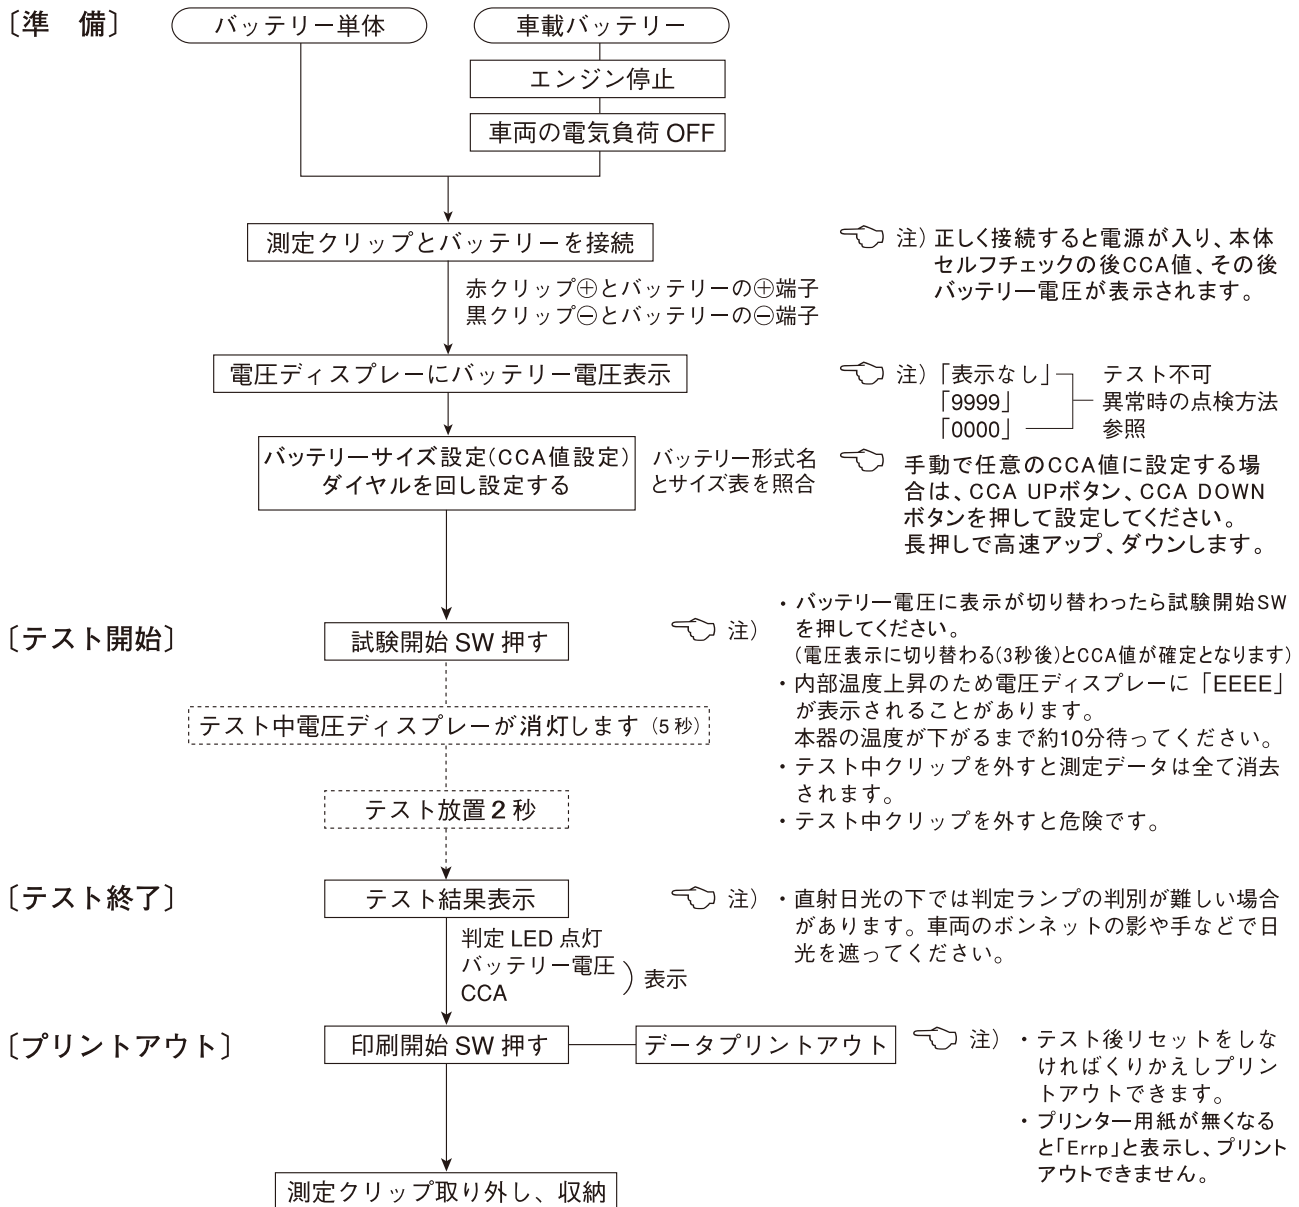 〔準　備〕
バッテリー単体
車載バッテリー
エンジン停止
車両の電気負荷 OFF
測定クリップとバッテリーを接続
注）正しく接続すると電源が入り、本体
セルフチェックの後CCA値、その後
バッテリー電圧が表示されます。
赤クリップ⊕とバッテリーの⊕端子
黒クリップ⊖とバッテリーの⊖端子
電圧ディスプレーにバッテリー電圧表示
注）「表示なし」 テスト不可
「9999」 異常時の点検方法
「0000」 参照
バッテリーサイズ設定(CCA値設定)
ダイヤルを回し設定する
バッテリー形式名
とサイズ表を照合
手動で任意のCCA値に設定する場
合は、CCA UPボタン、CCA DOWN
ボタンを押して設定してください。
長押しで高速アップ、ダウンします。
〔テスト開始〕
試験開始 SW 押す
注）
・バッテリー電圧に表示が切り替わったら試験開始SW
を押してください。
（電圧表示に切り替わる(3秒後)とCCA値が確定となります）
・内部温度上昇のため電圧ディスプレーに「EEEE」
が表示されることがあります。
本器の温度が下がるまで約10分待ってください。
・テスト中クリップを外すと測定データは全て消去
されます。
・テスト中クリップを外すと危険です。
テスト中電圧ディスプレーが消灯します（5 秒）
テスト放置 2 秒
〔テスト終了〕
テスト結果表示
注）・直射日光の下では判定ランプの判別が難しい場合
があります。車両のボンネットの影や手などで日
光を遮ってください。
判定 LED 点灯
バッテリー電圧
CCA
）表示
〔プリントアウト〕
印刷開始 SW 押す
データプリントアウト
注）・テスト後リセットをしな
ければくりかえしプリン
トアウトできます。
・プリンター用紙が無くなる
と「Errp」と表示し、プリント
アウトできません。
測定クリップ取り外し、収納